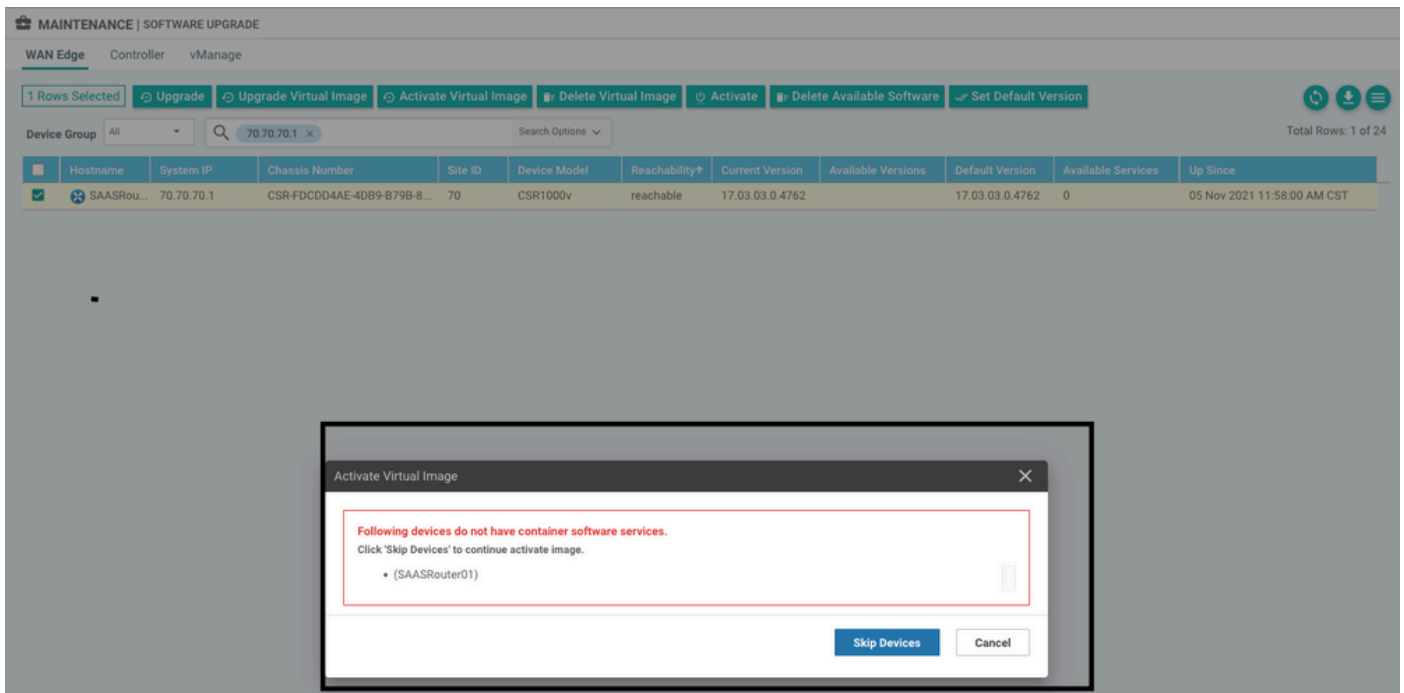 MAINTENANCE | SOFTWARE UPGRADE
WAN Edge Controller vManage
1 Rows Selected Upgrade Upgrade Virtual Image Activate Virtual Image Delete Virtual Image Activate Delete Available Software Set Default Version
Device Group All 70.70.70.1 × Search Options Total Rows: 1 of 24
Hostname System IP Chassis Number Site ID Device Model Reachability↑ Current Version Available Versions Default Version Available Services Up Since
SAASRou... 70.70.70.1 CSR-FDCDD4AE-4DB9-B79B-8... 70 CSR1000v reachable 17.03.03.0.4762 17.03.03.0.4762 0 05 Nov 2021 11:58:00 AM CST
Activate Virtual Image
Following devices do not have container software services.
Click 'Skip Devices' to continue activate image.
• (SAASRouter01)
Skip Devices Cancel